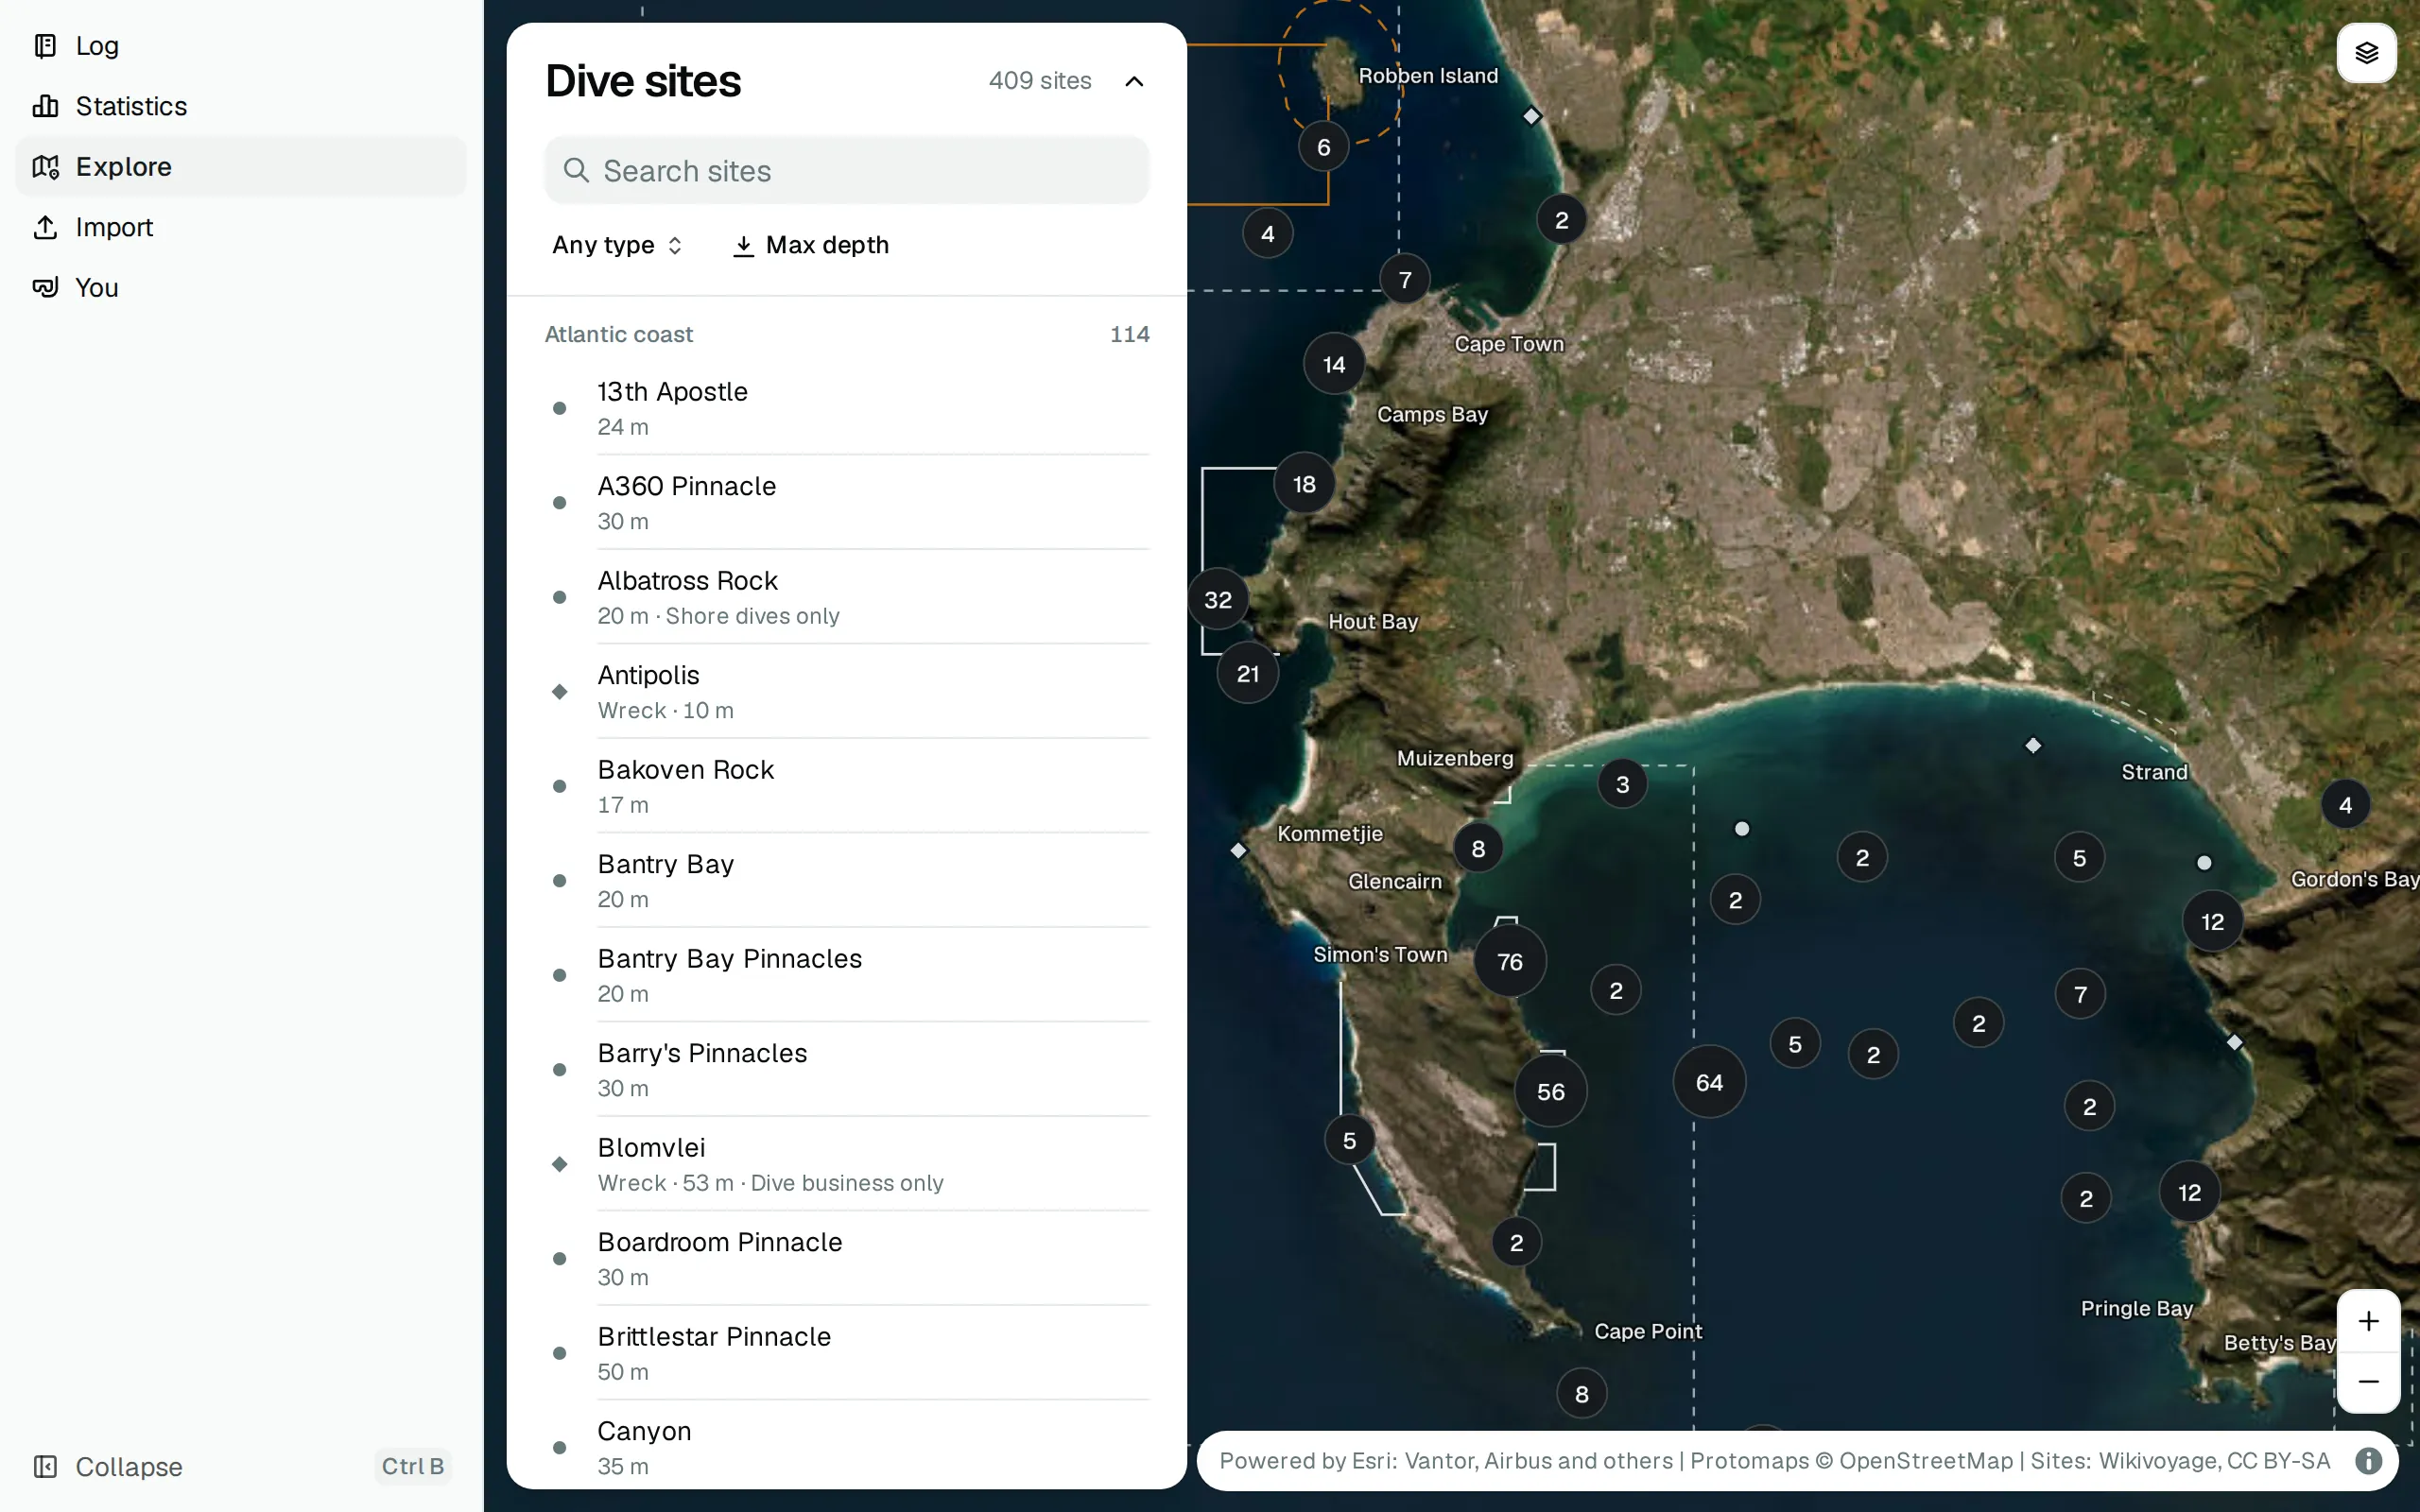 Log
Statistics
Explore
Import
You
Collapse
Ctrl B
Dive sites
409 sites
Search sites
Any type
Max depth
Atlantic coast
114
13th Apostle
24 m
A360 Pinnacle
30 m
Albatross Rock
20 m · Shore dives only
Antipolis
Wreck · 10 m
Bakoven Rock
17 m
Bantry Bay
20 m
Bantry Bay Pinnacles
20 m
Barry's Pinnacles
30 m
Blomvlei
Wreck · 53 m · Dive business only
Boardroom Pinnacle
30 m
Brittlestar Pinnacle
50 m
Canyon
35 m
Robben Island
6
4
2
7
Cape Town
14
Camps Bay
18
32
Hout Bay
21
Muizenberg
3
Strand
4
Kommetjie
8
2
5
Glencairn
Gordon's Bay
2
12
Simon's Town
76
2
7
2
5
2
64
56
2
5
2
12
2
Pringle Bay
Cape Point
Betty's Bay
8
Powered by Esri: Vantor, Airbus and others | Protomaps © OpenStreetMap | Sites: Wikivoyage, CC BY-SA